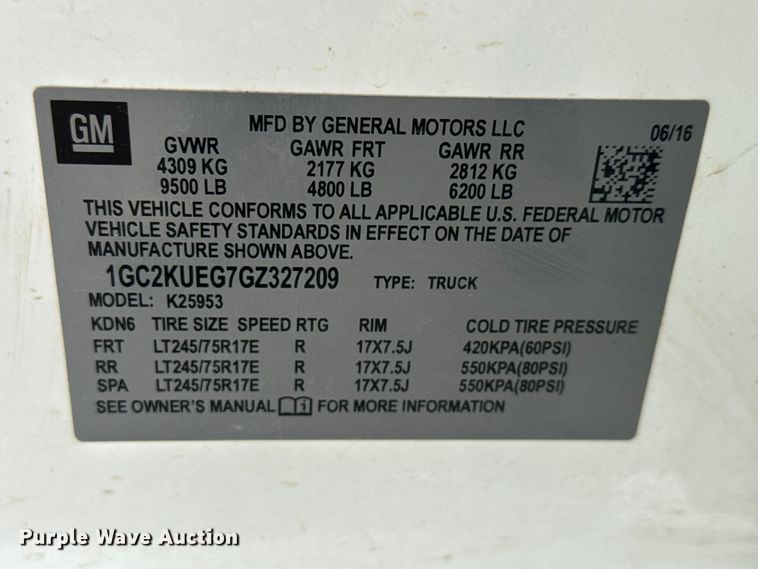 GM
MFD BY GENERAL MOTORS LLC 06/16
GVWR GAWR FRT GAWR RR
4309 KG 2177 KG 2812 KG
9500 LB 4800 LB 6200 LB
THIS VEHICLE CONFORMS TO ALL APPLICABLE U.S. FEDERAL MOTOR
VEHICLE SAFETY STANDARDS IN EFFECT ON THE DATE OF
MANUFACTURE SHOWN ABOVE.
1GC2KUEG7GZ327209 TYPE: TRUCK
MODEL: K25953
KDN6 TIRE SIZE SPEED RTG RIM COLD TIRE PRESSURE
FRT LT245/75R17E R 17X7.5J 420KPA(60PSI)
RR LT245/75R17E R 17X7.5J 550KPA(80PSI)
SPA LT245/75R17E R 17X7.5J 550KPA(80PSI)
SEE OWNER'S MANUAL i FOR MORE INFORMATION
Purple Wave Auction